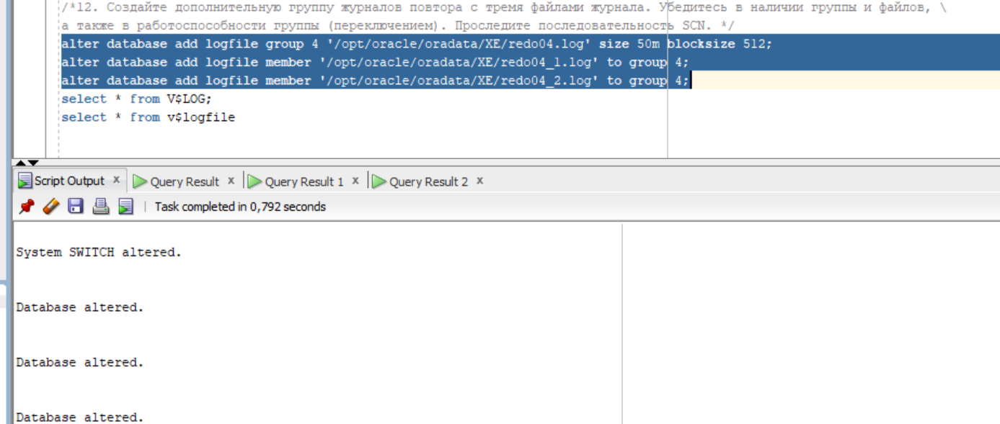 /*12. Создайте дополнительную группу журналов повтора с тремя файлами журнала. Убедитесь в наличии группы и файлов, \
а также в работоспособности группы (переключением). Проследите последовательность SCN. */
alter database add logfile group 4 '/opt/oracle/oradata/XE/redo04.log' size 50m blocksize 512;
alter database add logfile member '/opt/oracle/oradata/XE/redo04_1.log' to group 4;
alter database add logfile member '/opt/oracle/oradata/XE/redo04_2.log' to group 4;
select * from V$LOG;
select * from v$logfile
Script Output x Query Result x Query Result 1 x Query Result 2 x
Task completed in 0,792 seconds
System SWITCH altered.
Database altered.
Database altered.
Database altered.